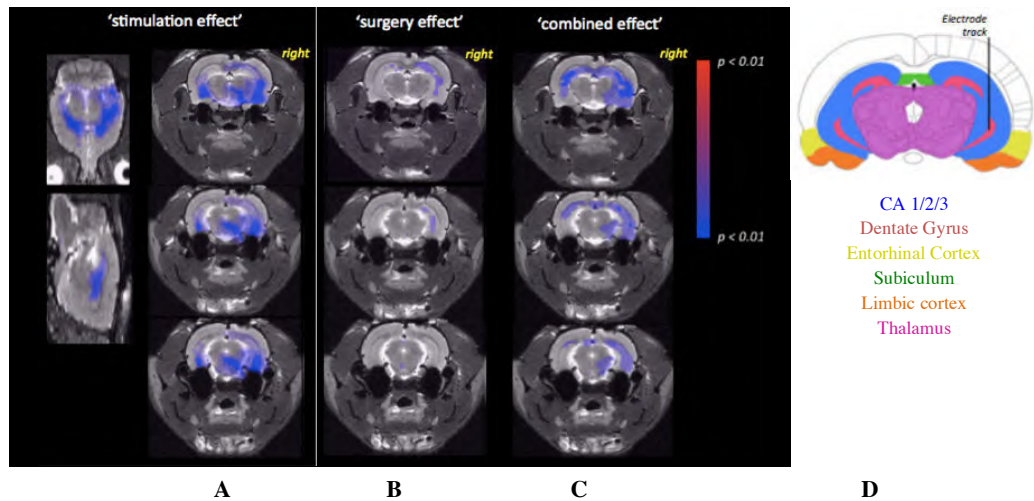 'stimulation effect'
'surgery effect'
'combined effect'
right
right
right
p < 0.01
p < 0.01
Electrode
track
CA 1/2/3
Dentate Gyrus
Entorhinal Cortex
Subiculum
Limbic cortex
Thalamus
A
B
C
D